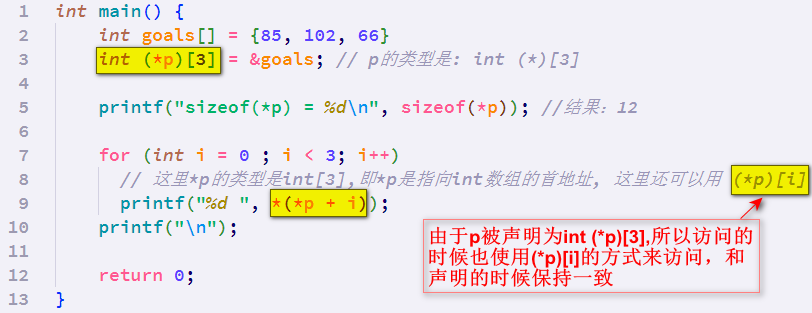 1 int main() {
2 int goals[] = {85, 102, 66}
3 int (*p)[3] = &goals; // p的类型是: int (*)[3]
4
5 printf("sizeof(*p) = %d\n", sizeof(*p)); //结果: 12
6
7 for (int i = 0 ; i < 3; i++)
8 // 这里*p的类型是int[3],即*p是指向int数组的首地址, 这里还可以用 (*p)[i]
9 printf("%d ", *(*p + i));
10 printf("\n");
11
12 return 0;
13 }
由于p被声明为int (*p)[3],所以访问的
时候也使用(*p)[i]的方式来访问，和
声明的时候保持一致